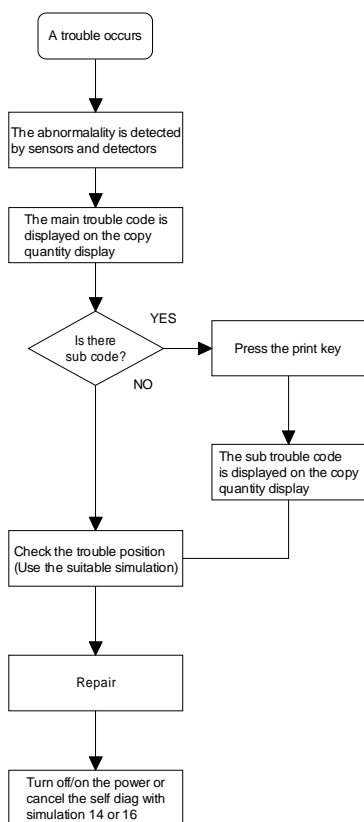 A trouble occurs
The abnormalality is detected
by sensors and detectors
The main trouble code is
displayed on the copy
quantity display
Is there
sub code?
YES
NO
Press the print key
The sub trouble code
is displayed on the copy
quantity display
Check the trouble position
(Use the suitable simulation)
Repair
Turn off/on the power or
cancel the self diag with
simulation 14 or 16